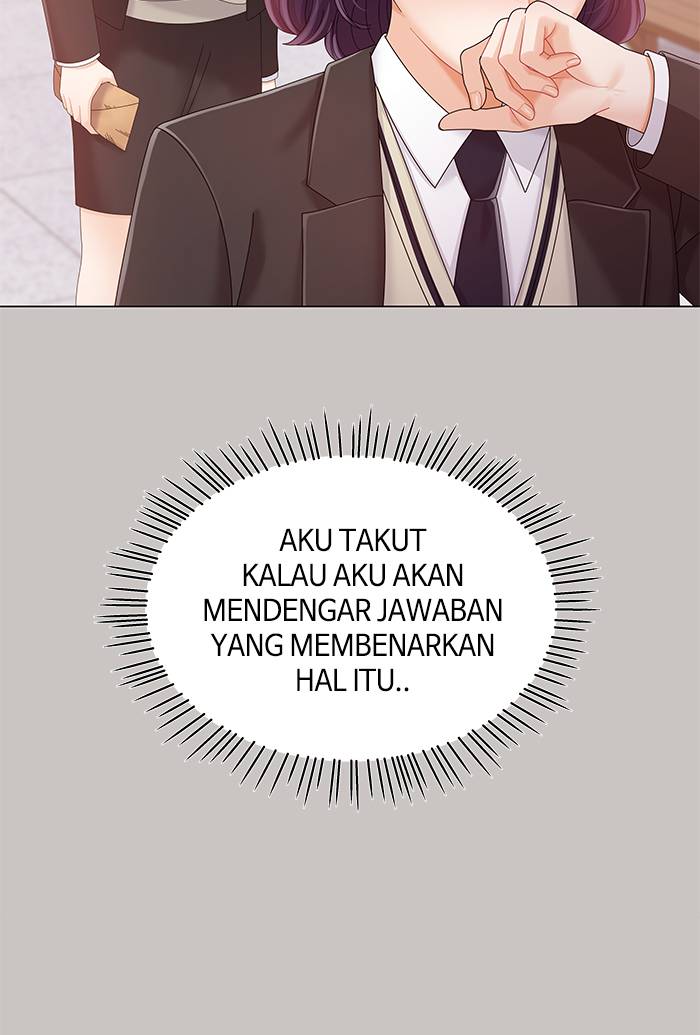 AKU TAKUT
KALAU AKU AKAN
MENDENGAR JAWABAN
YANG MEMBENARKAN
HAL ITU..